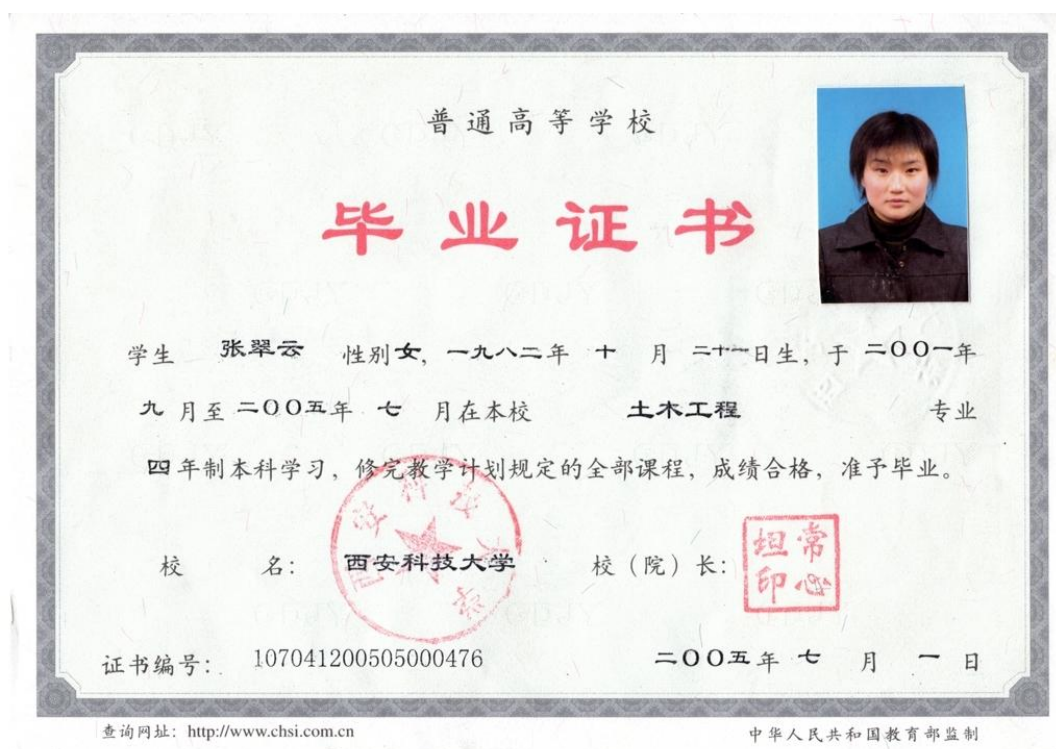 普通高等学校
毕业证书
学生 张翠云 性别女，一九八二年 十 月 二十一日生，于 二〇〇一年
九 月至 二〇〇五年 七 月在本校 土木工程 专业
四年制本科学习，修完教学计划规定的全部课程，成绩合格，准予毕业。
西安科技大学
校 名： 西安科技大学 校（院）长：
常心坦印
证书编号： 107041200505000476 二〇〇五年 七 月 一 日
查询网址：http://www.chsi.com.cn 中华人民共和国教育部监制